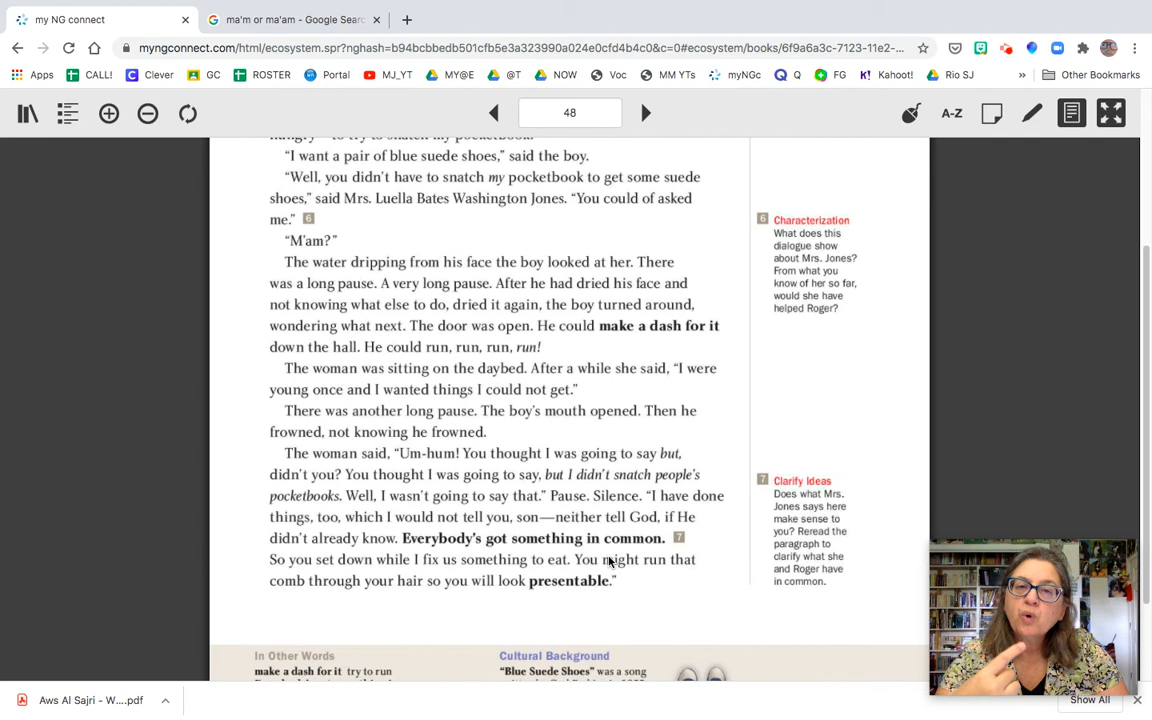 my NG connect
ma'm or ma'am - Google Searc
myngconnect.com/html/ecosystem.spr?nghash=b94bcbbedb501cfb5e3a323990a024e0cfd4b4c0&c=0#ecosystem/books/6f9a6a3c-7123-11e2-...
Apps CALL! Clever GC ROSTER Portal MJ_YT MY@E @T NOW Voc MM YTs myNGc Q FG Kahoot! Rio SJ » Other Bookmarks
48
A-Z
hungry—to try to snatch my pocketbook."
"I want a pair of blue suede shoes," said the boy.
"Well, you didn't have to snatch my pocketbook to get some suede
shoes," said Mrs. Luella Bates Washington Jones. "You could of asked
me." 6
"M'am?"
The water dripping from his face the boy looked at her. There
was a long pause. A very long pause. After he had dried his face and
not knowing what else to do, dried it again, the boy turned around,
wondering what next. The door was open. He could make a dash for it
down the hall. He could run, run, run, run!
The woman was sitting on the daybed. After a while she said, "I were
young once and I wanted things I could not get."
There was another long pause. The boy's mouth opened. Then he
frowned, not knowing he frowned.
The woman said, "Um-hum! You thought I was going to say but,
didn't you? You thought I was going to say, but I didn't snatch people's
pocketbooks. Well, I wasn't going to say that." Pause. Silence. "I have done
things, too, which I would not tell you, son—neither tell God, if He
didn't already know. Everybody's got something in common. 7
So you set down while I fix us something to eat. You might run that
comb through your hair so you will look presentable."
6 Characterization
What does this
dialogue show
about Mrs. Jones?
From what you
know of her so far,
would she have
helped Roger?
7 Clarify Ideas
Does what Mrs.
Jones says here
make sense to
you? Reread the
paragraph to
clarify what she
and Roger have
in common.
In Other Words
make a dash for it try to run
Cultural Background
"Blue Suede Shoes" was a song
Aws Al Sajri - W....pdf
Show All